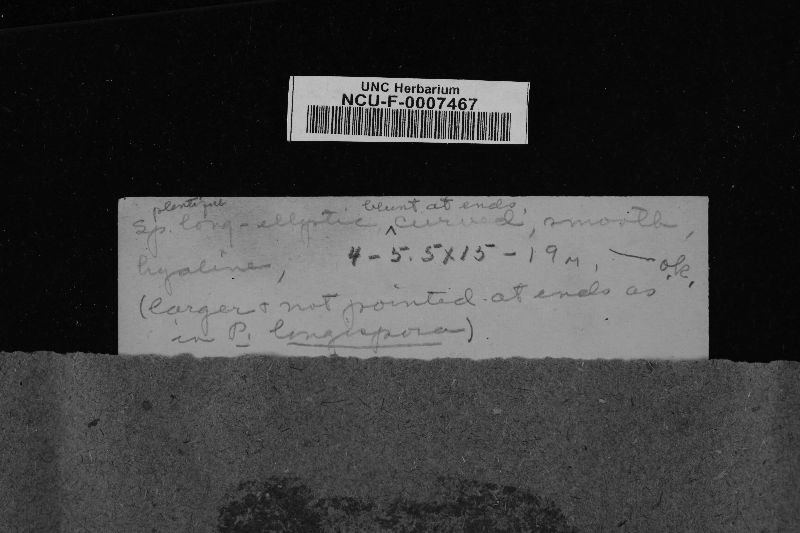 UNC Herbarium
NCU-F-0007467
plentiful blunt at ends,
Sp. long-elliptic, curved, smooth,
hyaline, 4-5.5x15-19µ, — o.k.
(larger & not pointed at ends as
in P. longispora)